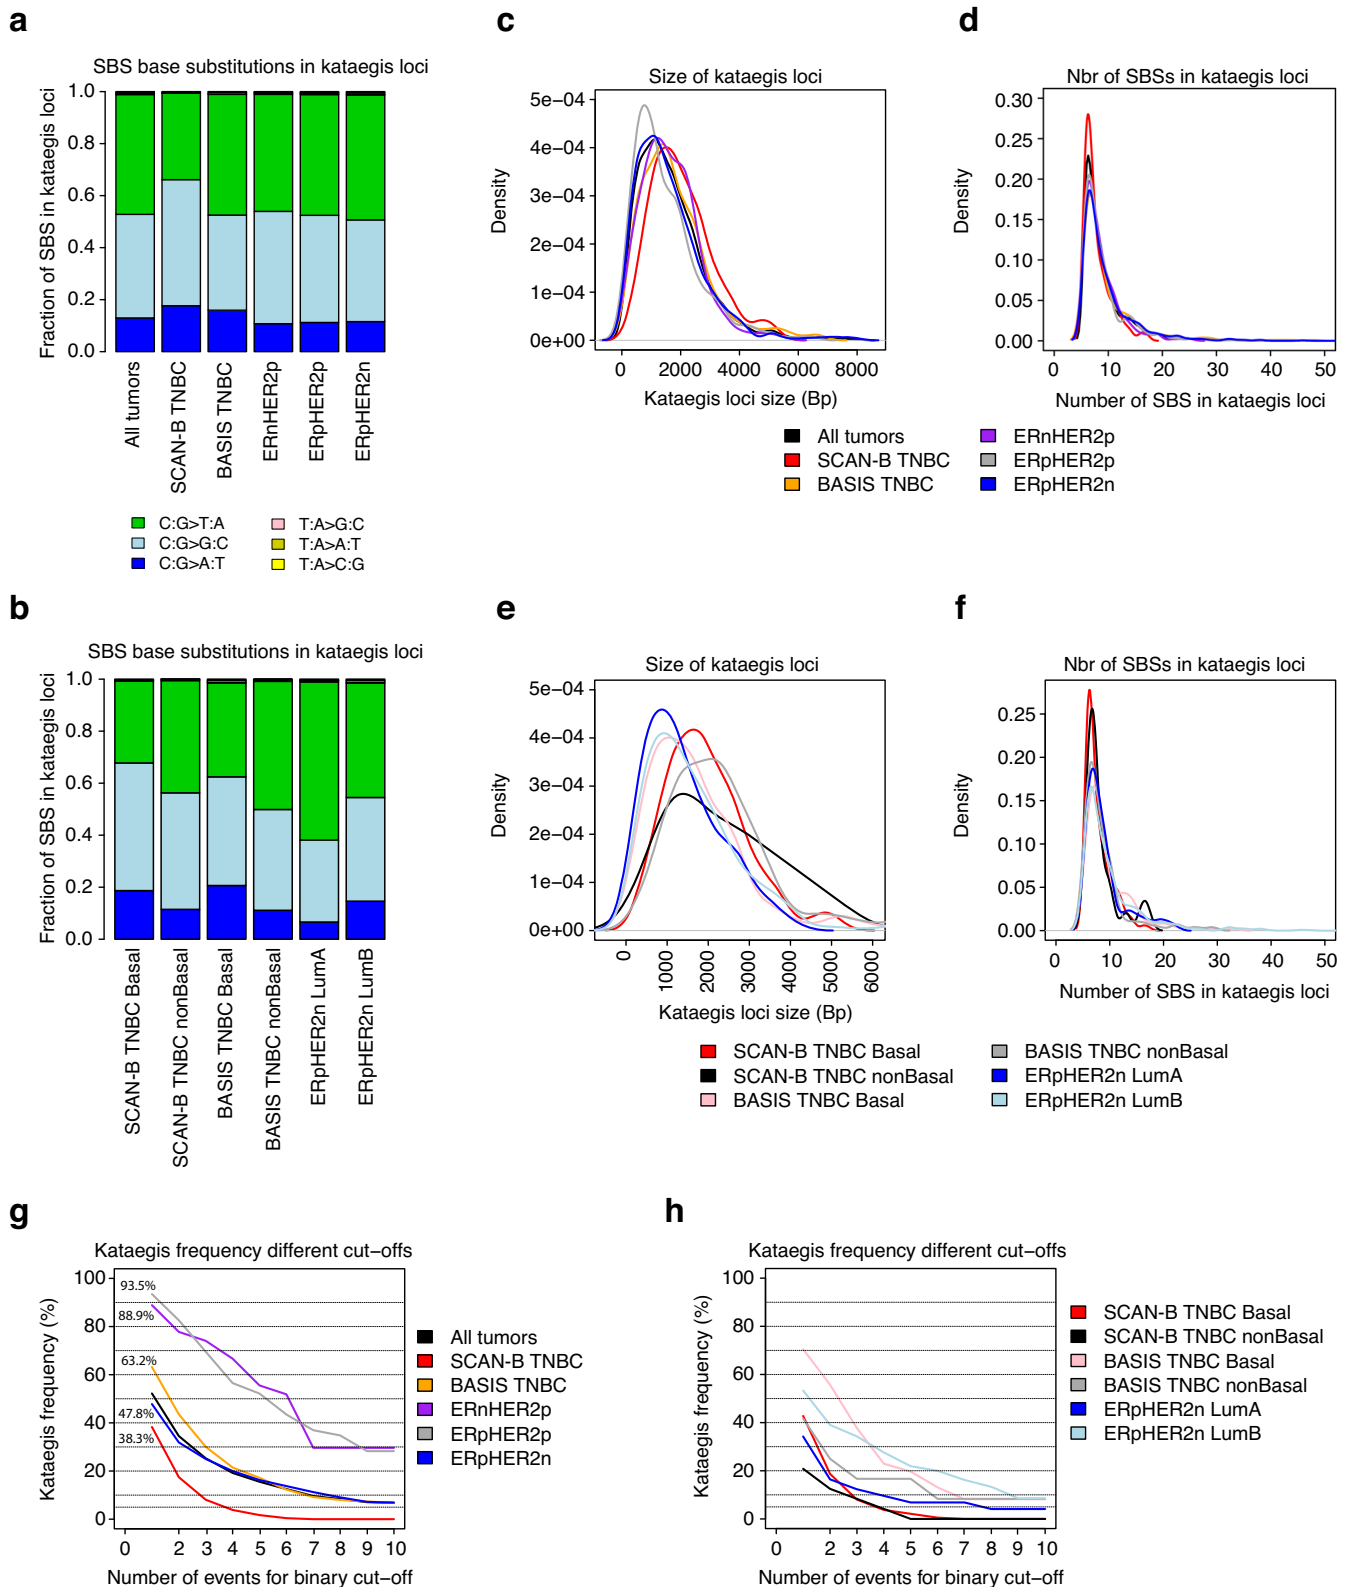 a
SBS base substitutions in kataegis loci
Fraction of SBS in kataegis loci
1.0
0.8
0.6
0.4
0.2
0.0
All tumors
SCAN-B TNBC
BASIS TNBC
ERnHER2p
ERpHER2p
ERpHER2n
C:G>T:A
C:G>G:C
C:G>A:T
T:A>G:C
T:A>A:T
T:A>C:G
c
Size of kataegis loci
Density
5e−04
4e−04
3e−04
2e−04
1e−04
0e+00
0 2000 4000 6000 8000
Kataegis loci size (Bp)
d
Nbr of SBSs in kataegis loci
Density
0.30
0.25
0.20
0.15
0.10
0.05
0.00
0 10 20 30 40 50
Number of SBS in kataegis loci
All tumors
SCAN-B TNBC
BASIS TNBC
ERnHER2p
ERpHER2p
ERpHER2n
b
SBS base substitutions in kataegis loci
Fraction of SBS in kataegis loci
1.0
0.8
0.6
0.4
0.2
0.0
SCAN-B TNBC Basal
SCAN-B TNBC nonBasal
BASIS TNBC Basal
BASIS TNBC nonBasal
ERpHER2n LumA
ERpHER2n LumB
e
Size of kataegis loci
Density
5e−04
4e−04
3e−04
2e−04
1e−04
0e+00
0 1000 2000 3000 4000 5000 6000
Kataegis loci size (Bp)
f
Nbr of SBSs in kataegis loci
Density
0.25
0.20
0.15
0.10
0.05
0.00
0 10 20 30 40 50
Number of SBS in kataegis loci
SCAN-B TNBC Basal
SCAN-B TNBC nonBasal
BASIS TNBC Basal
BASIS TNBC nonBasal
ERpHER2n LumA
ERpHER2n LumB
g
Kataegis frequency different cut−offs
Kataegis frequency (%)
100
80
60
40
20
0
93.5%
88.9%
63.2%
47.8%
38.3%
0 2 3 4 5 6 7 8 9 10
Number of events for binary cut−off
All tumors
SCAN-B TNBC
BASIS TNBC
ERnHER2p
ERpHER2p
ERpHER2n
h
Kataegis frequency different cut−offs
Kataegis frequency (%)
100
80
60
40
20
0
0 2 3 4 5 6 7 8 9 10
Number of events for binary cut−off
SCAN-B TNBC Basal
SCAN-B TNBC nonBasal
BASIS TNBC Basal
BASIS TNBC nonBasal
ERpHER2n LumA
ERpHER2n LumB